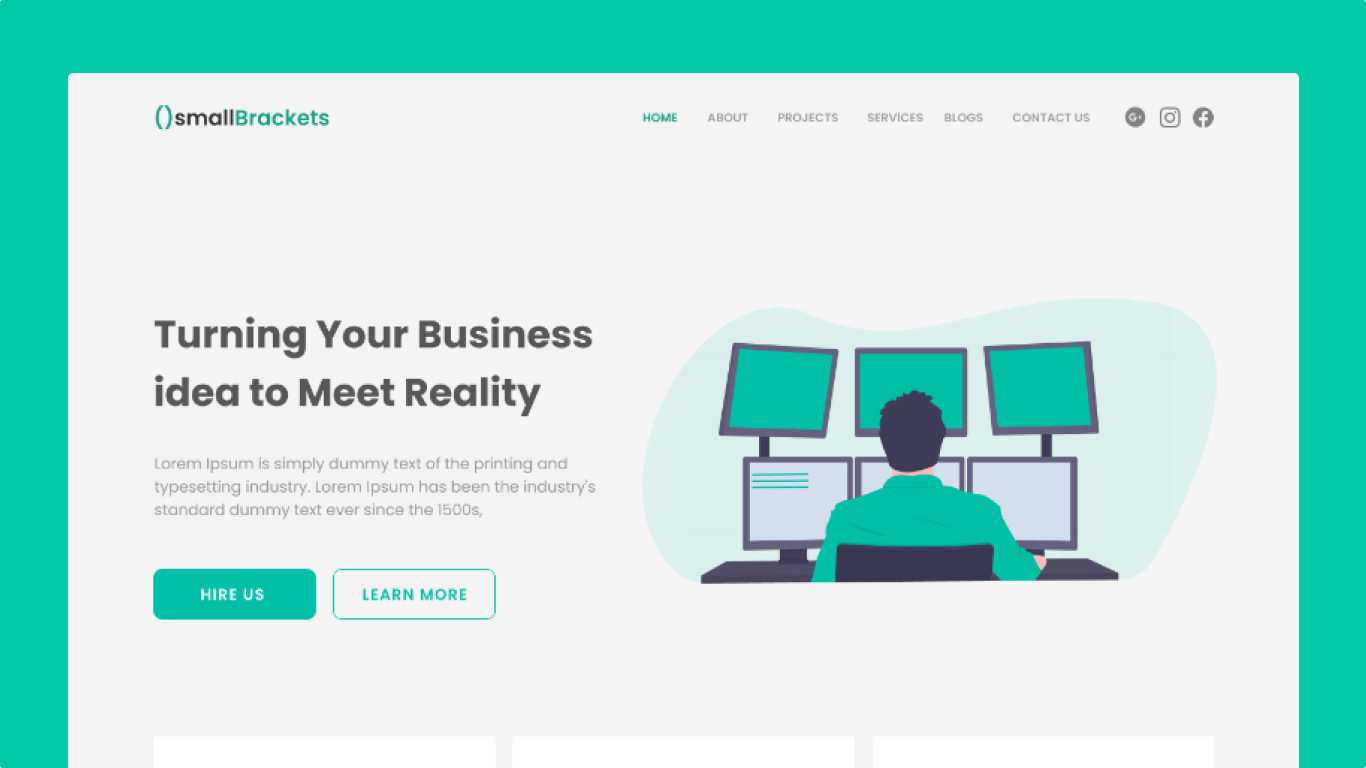 ()smallBrackets
HOME ABOUT PROJECTS SERVICES BLOGS CONTACT US G+
Turning Your Business
idea to Meet Reality
Lorem Ipsum is simply dummy text of the printing and
typesetting industry. Lorem Ipsum has been the industry's
standard dummy text ever since the 1500s,
HIRE US LEARN MORE